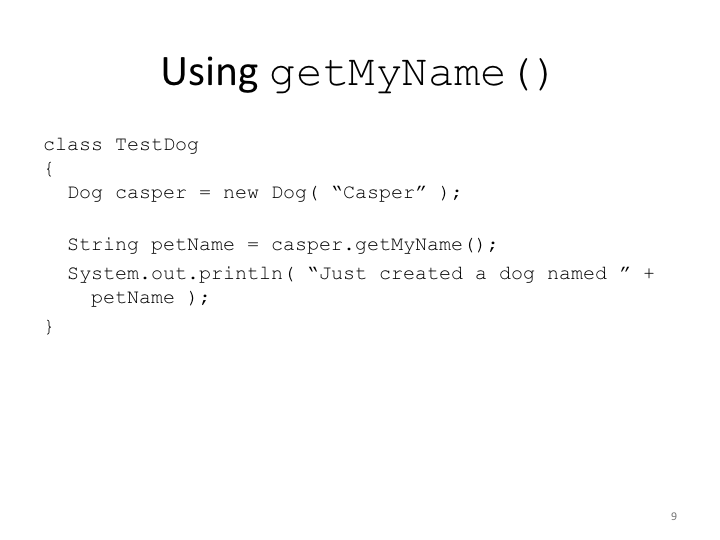 Using getMyName()
class TestDog
{
Dog casper = new Dog( “Casper” );
String petName = casper.getMyName();
System.out.println( “Just created a dog named ” +
petName );
}
9